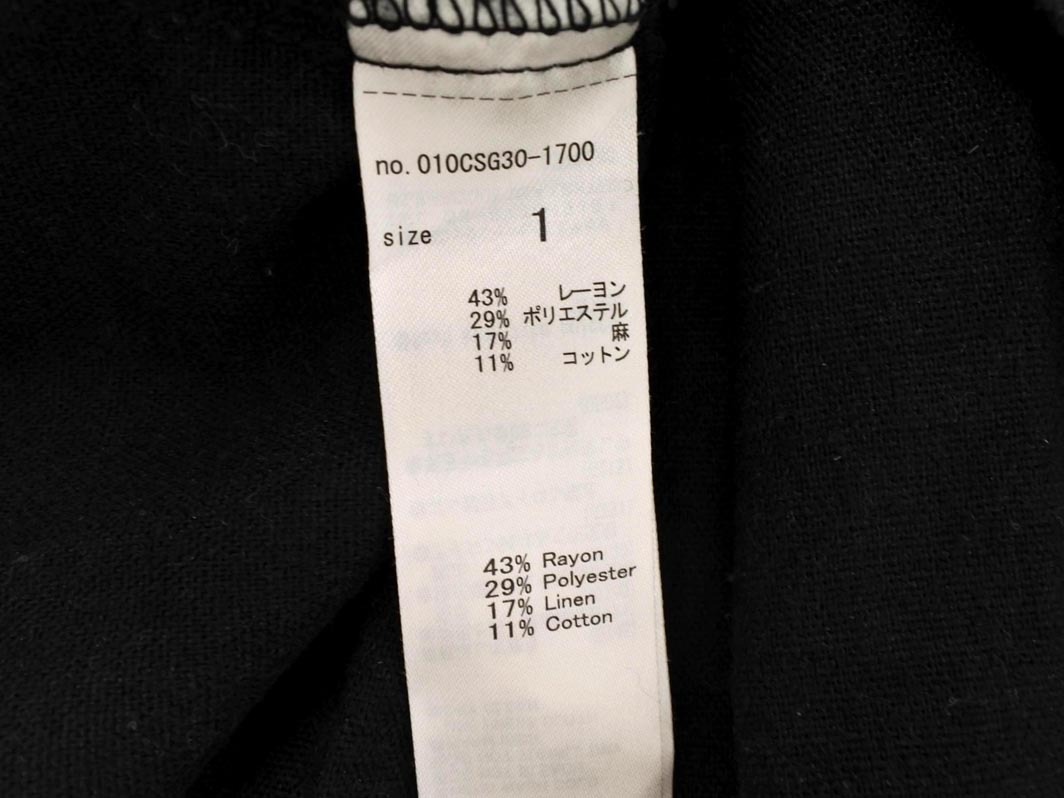 no. 010CSG30-1700
size 1
43% レーヨン
29% ポリエステル
17% 麻
11% コットン
43% Rayon
29% Polyester
17% Linen
11% Cotton